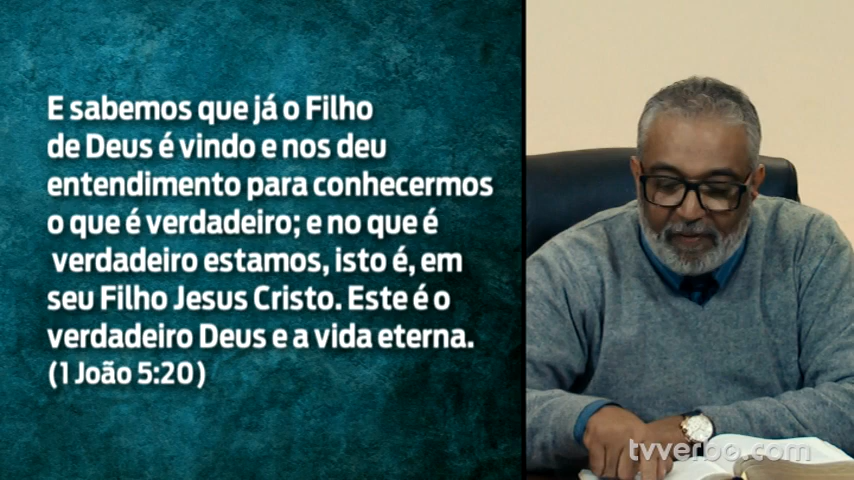 E sabemos que já o Filho
de Deus é vindo e nos deu
entendimento para conhecermos
o que é verdadeiro; e no que é
verdadeiro estamos, isto é, em
seu Filho Jesus Cristo. Este é o
verdadeiro Deus e a vida eterna.
(1 João 5:20)
tvverbo.com